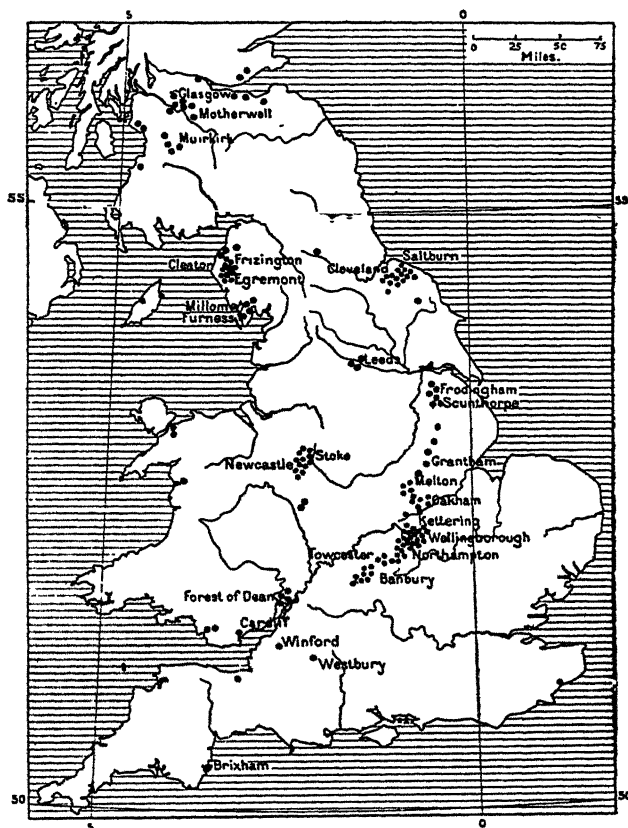 5 0
0 25 50 75
Miles.
Glasgow
Motherwell
Muirkirk
55 55
Frizington
Cleator
Egremont
Saltburn
Cleveland
Millom
Furness
Leeds
Frodingham
Scunthorpe
Stoke
Newcastle
Grantham
Melton
Oakham
Kettering
Wellingborough
Towcester
Northampton
Banbury
Forest of Dean
Cardiff
Winford
Westbury
Brixham
50 50
5 0